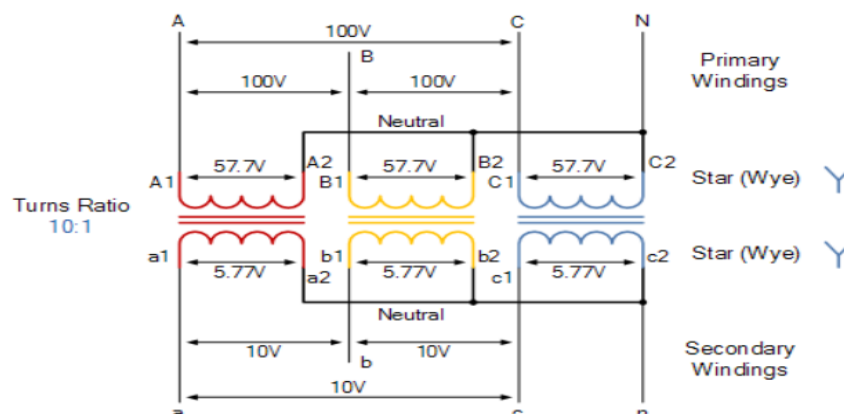 A C N
100V
B
Primary
Windings
100V 100V
Neutral
57.7V A2 57.7V B2 57.7V C2
A1 B1 C1 Star (Wye)
Turns Ratio
10:1
a1 b1 b2 c1 c2 Star (Wye)
5.77V a2 5.77V 5.77V
Neutral
10V 10V
b
Secondary
Windings
10V
a c n